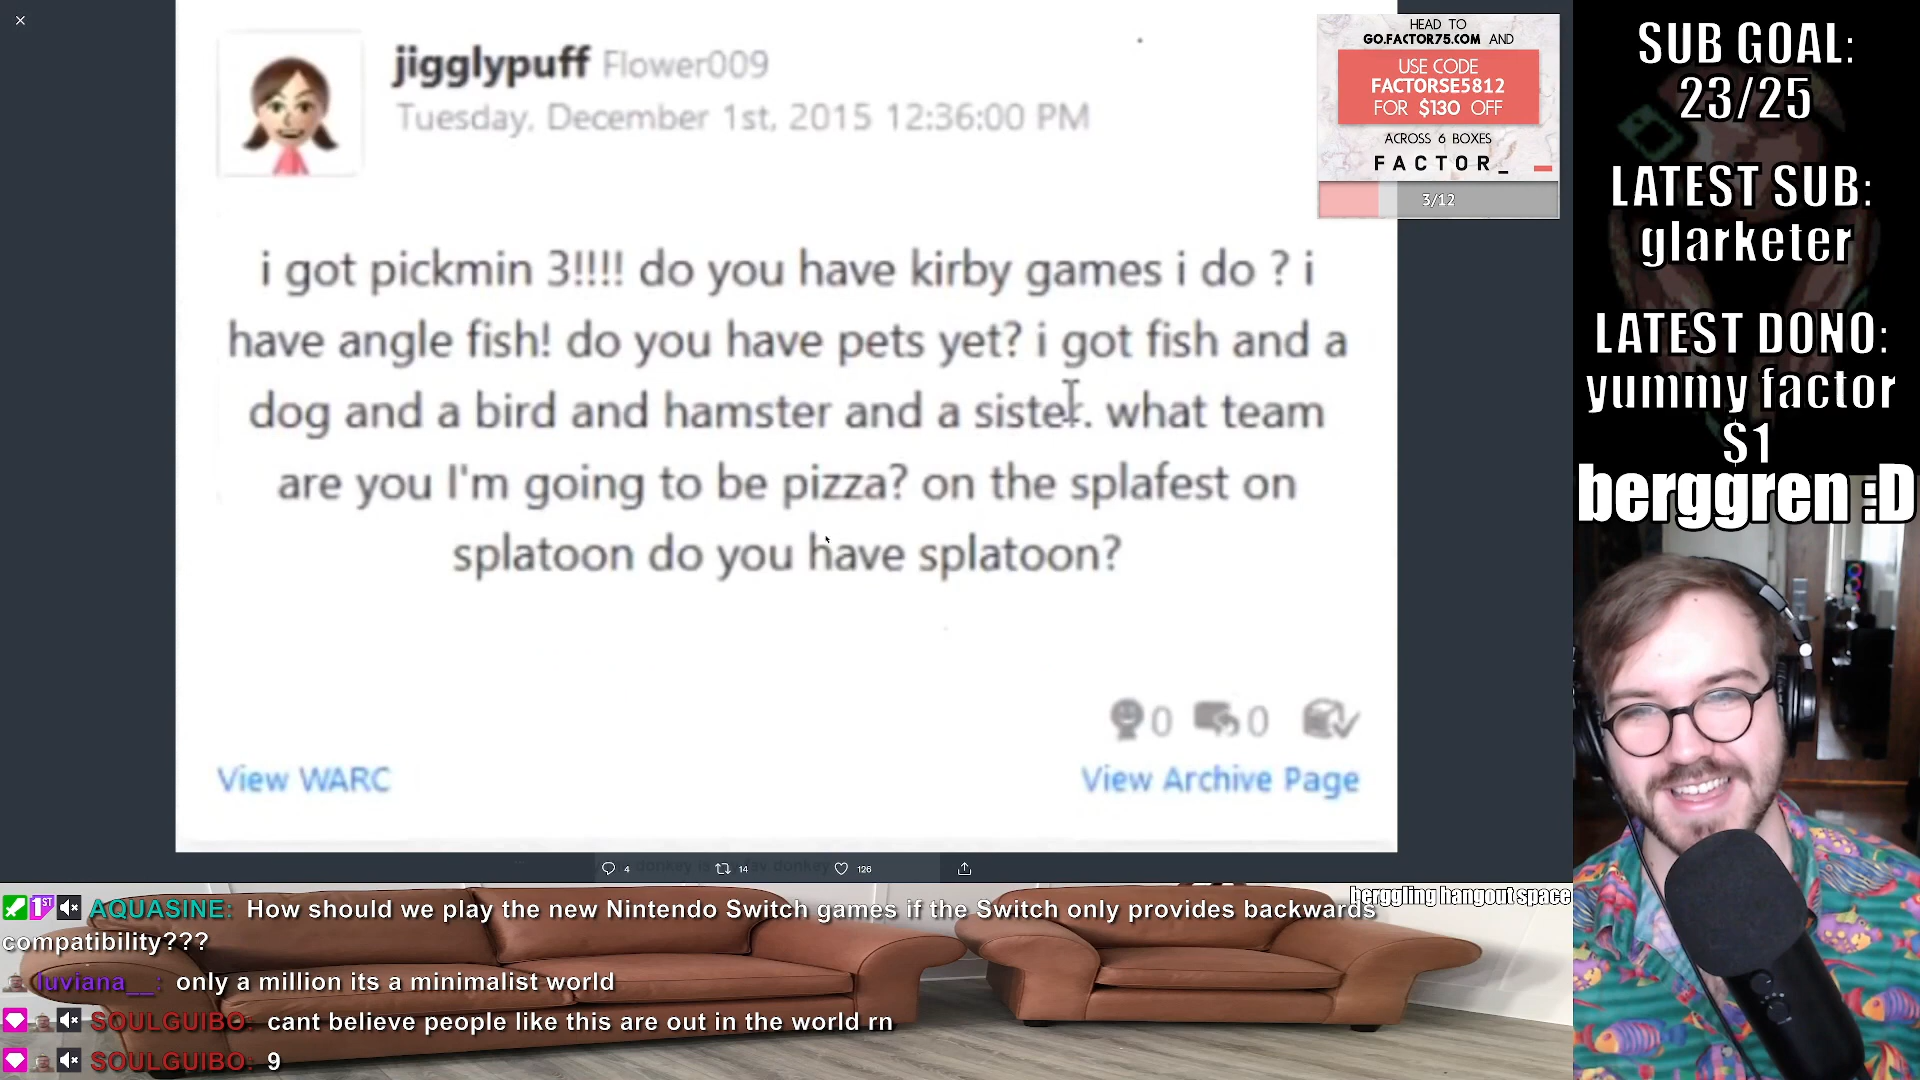 jigglypuff Flower009
Tuesday, December 1st, 2015 12:36:00 PM
i got pickmin 3!!!! do you have kirby games i do ? i
have angle fish! do you have pets yet? i got fish and a
dog and a bird and hamster and a sister. what team
are you I'm going to be pizza? on the splafest on
splatoon do you have splatoon?
0 0
View WARC
View Archive Page
4 14 126
HEAD TO
GO.FACTOR75.COM AND
USE CODE
FACTORSE5812
FOR $130 OFF
ACROSS 6 BOXES
FACTOR_
3/12
SUB GOAL:
23/25
LATEST SUB:
glarketer
LATEST DONO:
yummy factor
$1
berggren :D
berggling hangout space
1ST AQUASINE: How should we play the new Nintendo Switch games if the Switch only provides backwards
compatibility???
luviana__: only a million its a minimalist world
SOULGUIBO: cant believe people like this are out in the world rn
SOULGUIBO: 9